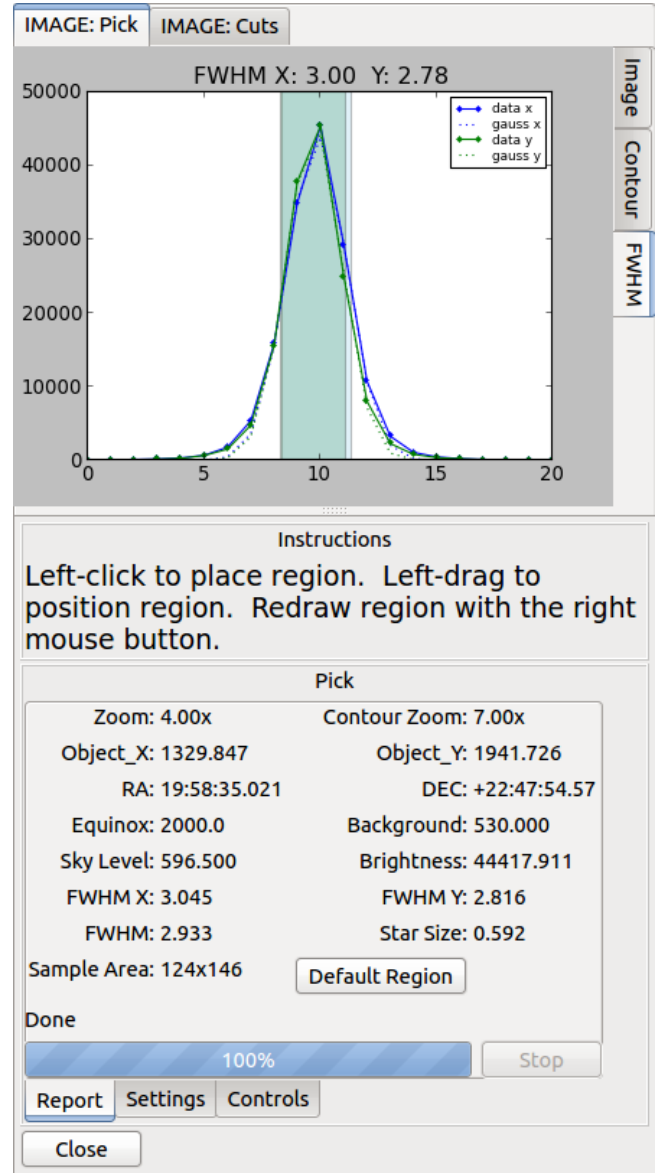 IMAGE: Pick IMAGE: Cuts
FWHM X: 3.00 Y: 2.78
50000
40000
30000
20000
10000
0
0 5 10 15 20
data x
gauss x
data y
gauss y
Image
Contour
FWHM
Instructions
Left-click to place region. Left-drag to
position region. Redraw region with the right
mouse button.
Pick
Zoom: 4.00x Contour Zoom: 7.00x
Object_X: 1329.847 Object_Y: 1941.726
RA: 19:58:35.021 DEC: +22:47:54.57
Equinox: 2000.0 Background: 530.000
Sky Level: 596.500 Brightness: 44417.911
FWHM X: 3.045 FWHM Y: 2.816
FWHM: 2.933 Star Size: 0.592
Sample Area: 124x146 Default Region
Done
100% Stop
Report Settings Controls
Close